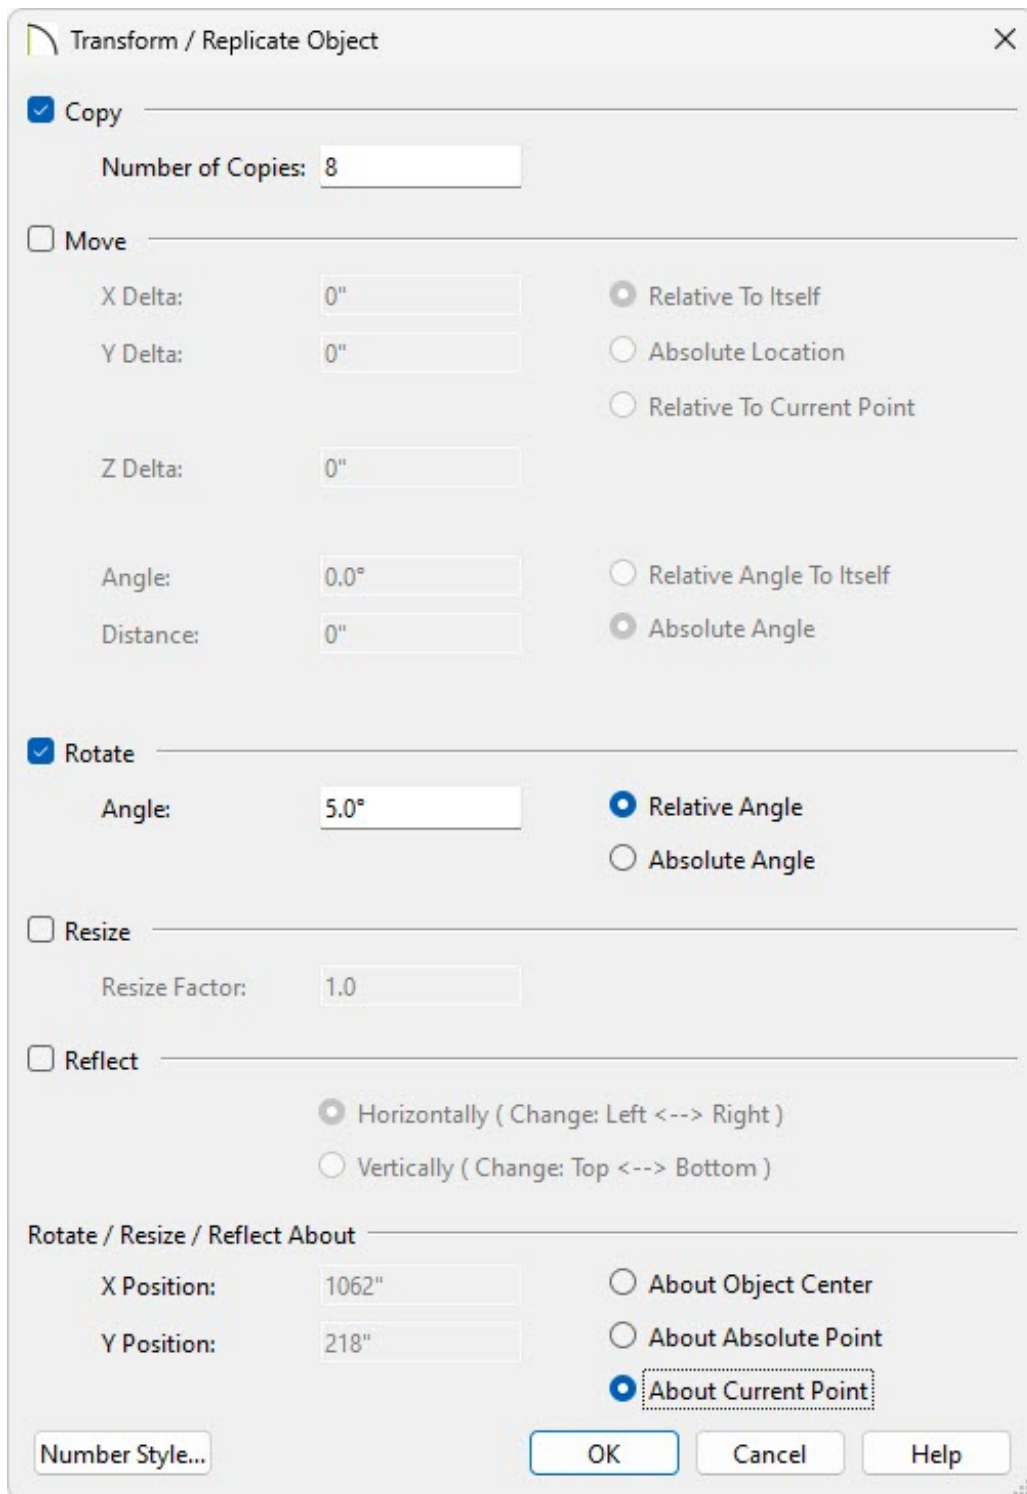 Transform / Replicate Object
Copy
Number of Copies: 8
Move
X Delta: 0" Relative To Itself
Y Delta: 0" Absolute Location
Relative To Current Point
Z Delta: 0"
Angle: 0.0° Relative Angle To Itself
Distance: 0" Absolute Angle
Rotate
Angle: 5.0° Relative Angle
Absolute Angle
Resize
Resize Factor: 1.0
Reflect
Horizontally ( Change: Left <--> Right )
Vertically ( Change: Top <--> Bottom )
Rotate / Resize / Reflect About
X Position: 1062" About Object Center
Y Position: 218" About Absolute Point
About Current Point
Number Style... OK Cancel Help